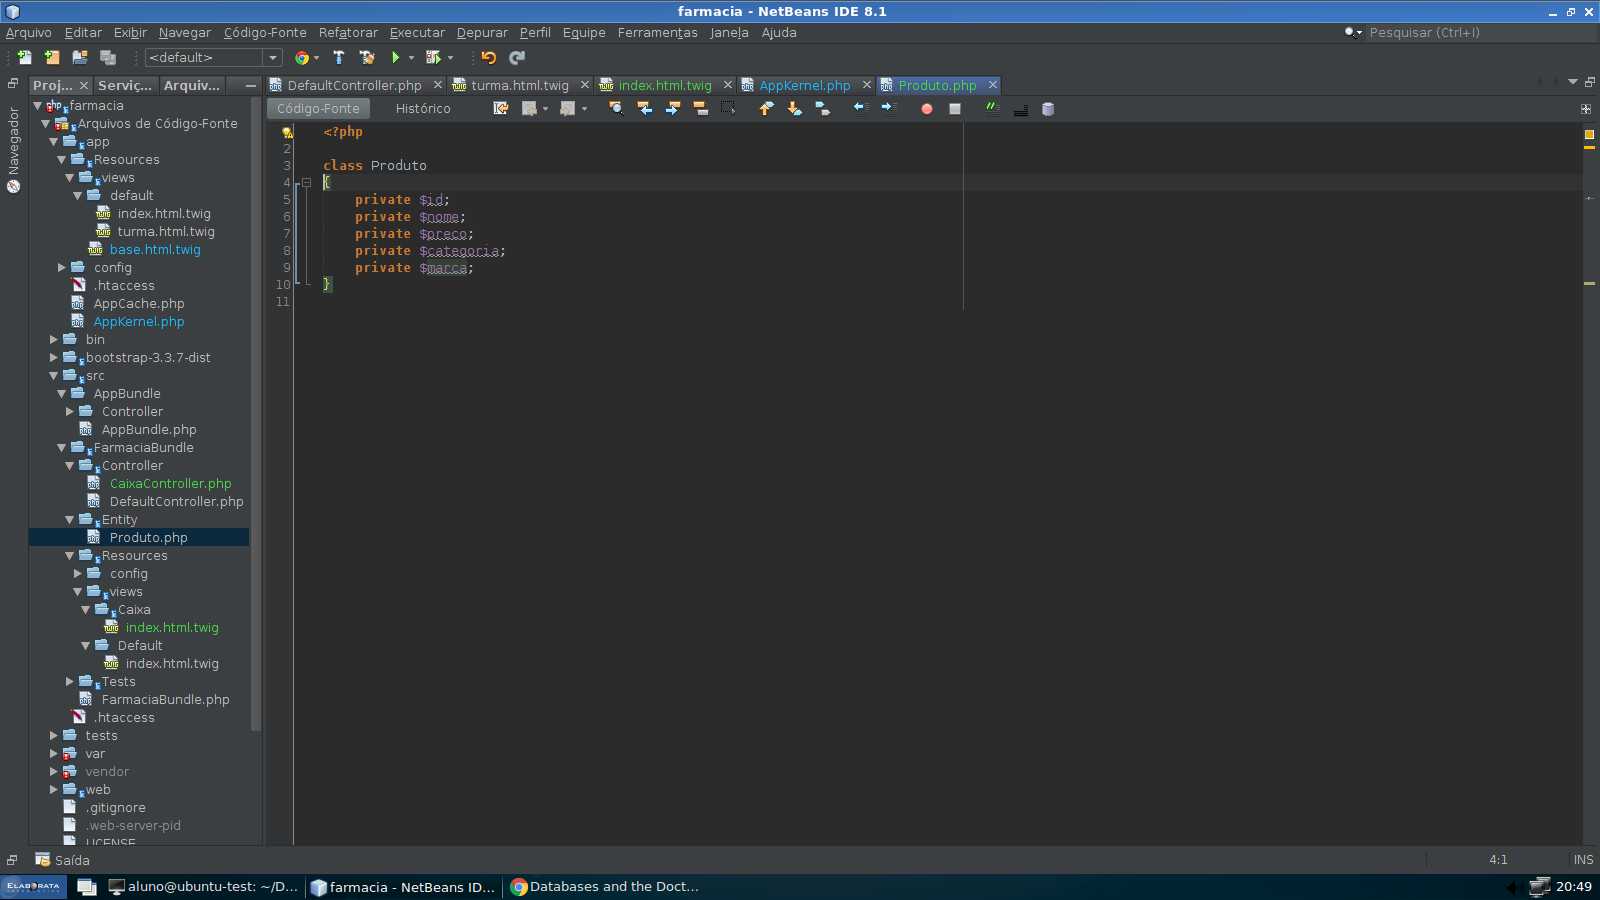 farmacia - NetBeans IDE 8.1
Arquivo Editar Exibir Navegar Código-Fonte Refatorar Executar Depurar Perfil Equipe Ferramentas Janela Ajuda Pesquisar (Ctrl+I)
<default>
Proj... Serviç... Arquiv...
DefaultController.php turma.html.twig index.html.twig AppKernel.php Produto.php
Código-Fonte Histórico
Navegador
farmacia
Arquivos de Código-Fonte
app
Resources
views
default
index.html.twig
turma.html.twig
base.html.twig
config
.htaccess
AppCache.php
AppKernel.php
bin
bootstrap-3.3.7-dist
src
AppBundle
Controller
AppBundle.php
FarmaciaBundle
Controller
CaixaController.php
DefaultController.php
Entity
Produto.php
Resources
config
views
Caixa
index.html.twig
Default
index.html.twig
Tests
FarmaciaBundle.php
.htaccess
tests
var
vendor
web
.gitignore
.web-server-pid
LICENSE
<?php
2
3 class Produto
4 {
5 private $id;
6 private $nome;
7 private $preco;
8 private $categoria;
9 private $marca;
10 }
11
Saída
4:1 INS
ELABORATA aluno@ubuntu-test: ~/D... farmacia - NetBeans ID... Databases and the Doct... 20:49